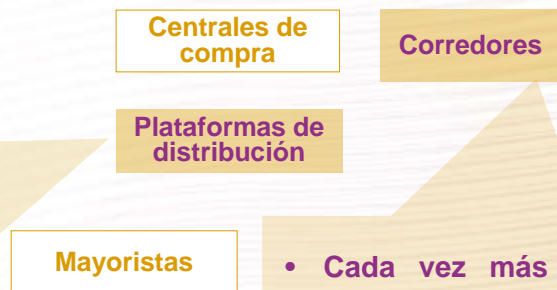 Centrales de
compra
Corredores
Plataformas de
distribución
Mayoristas
• Cada vez más